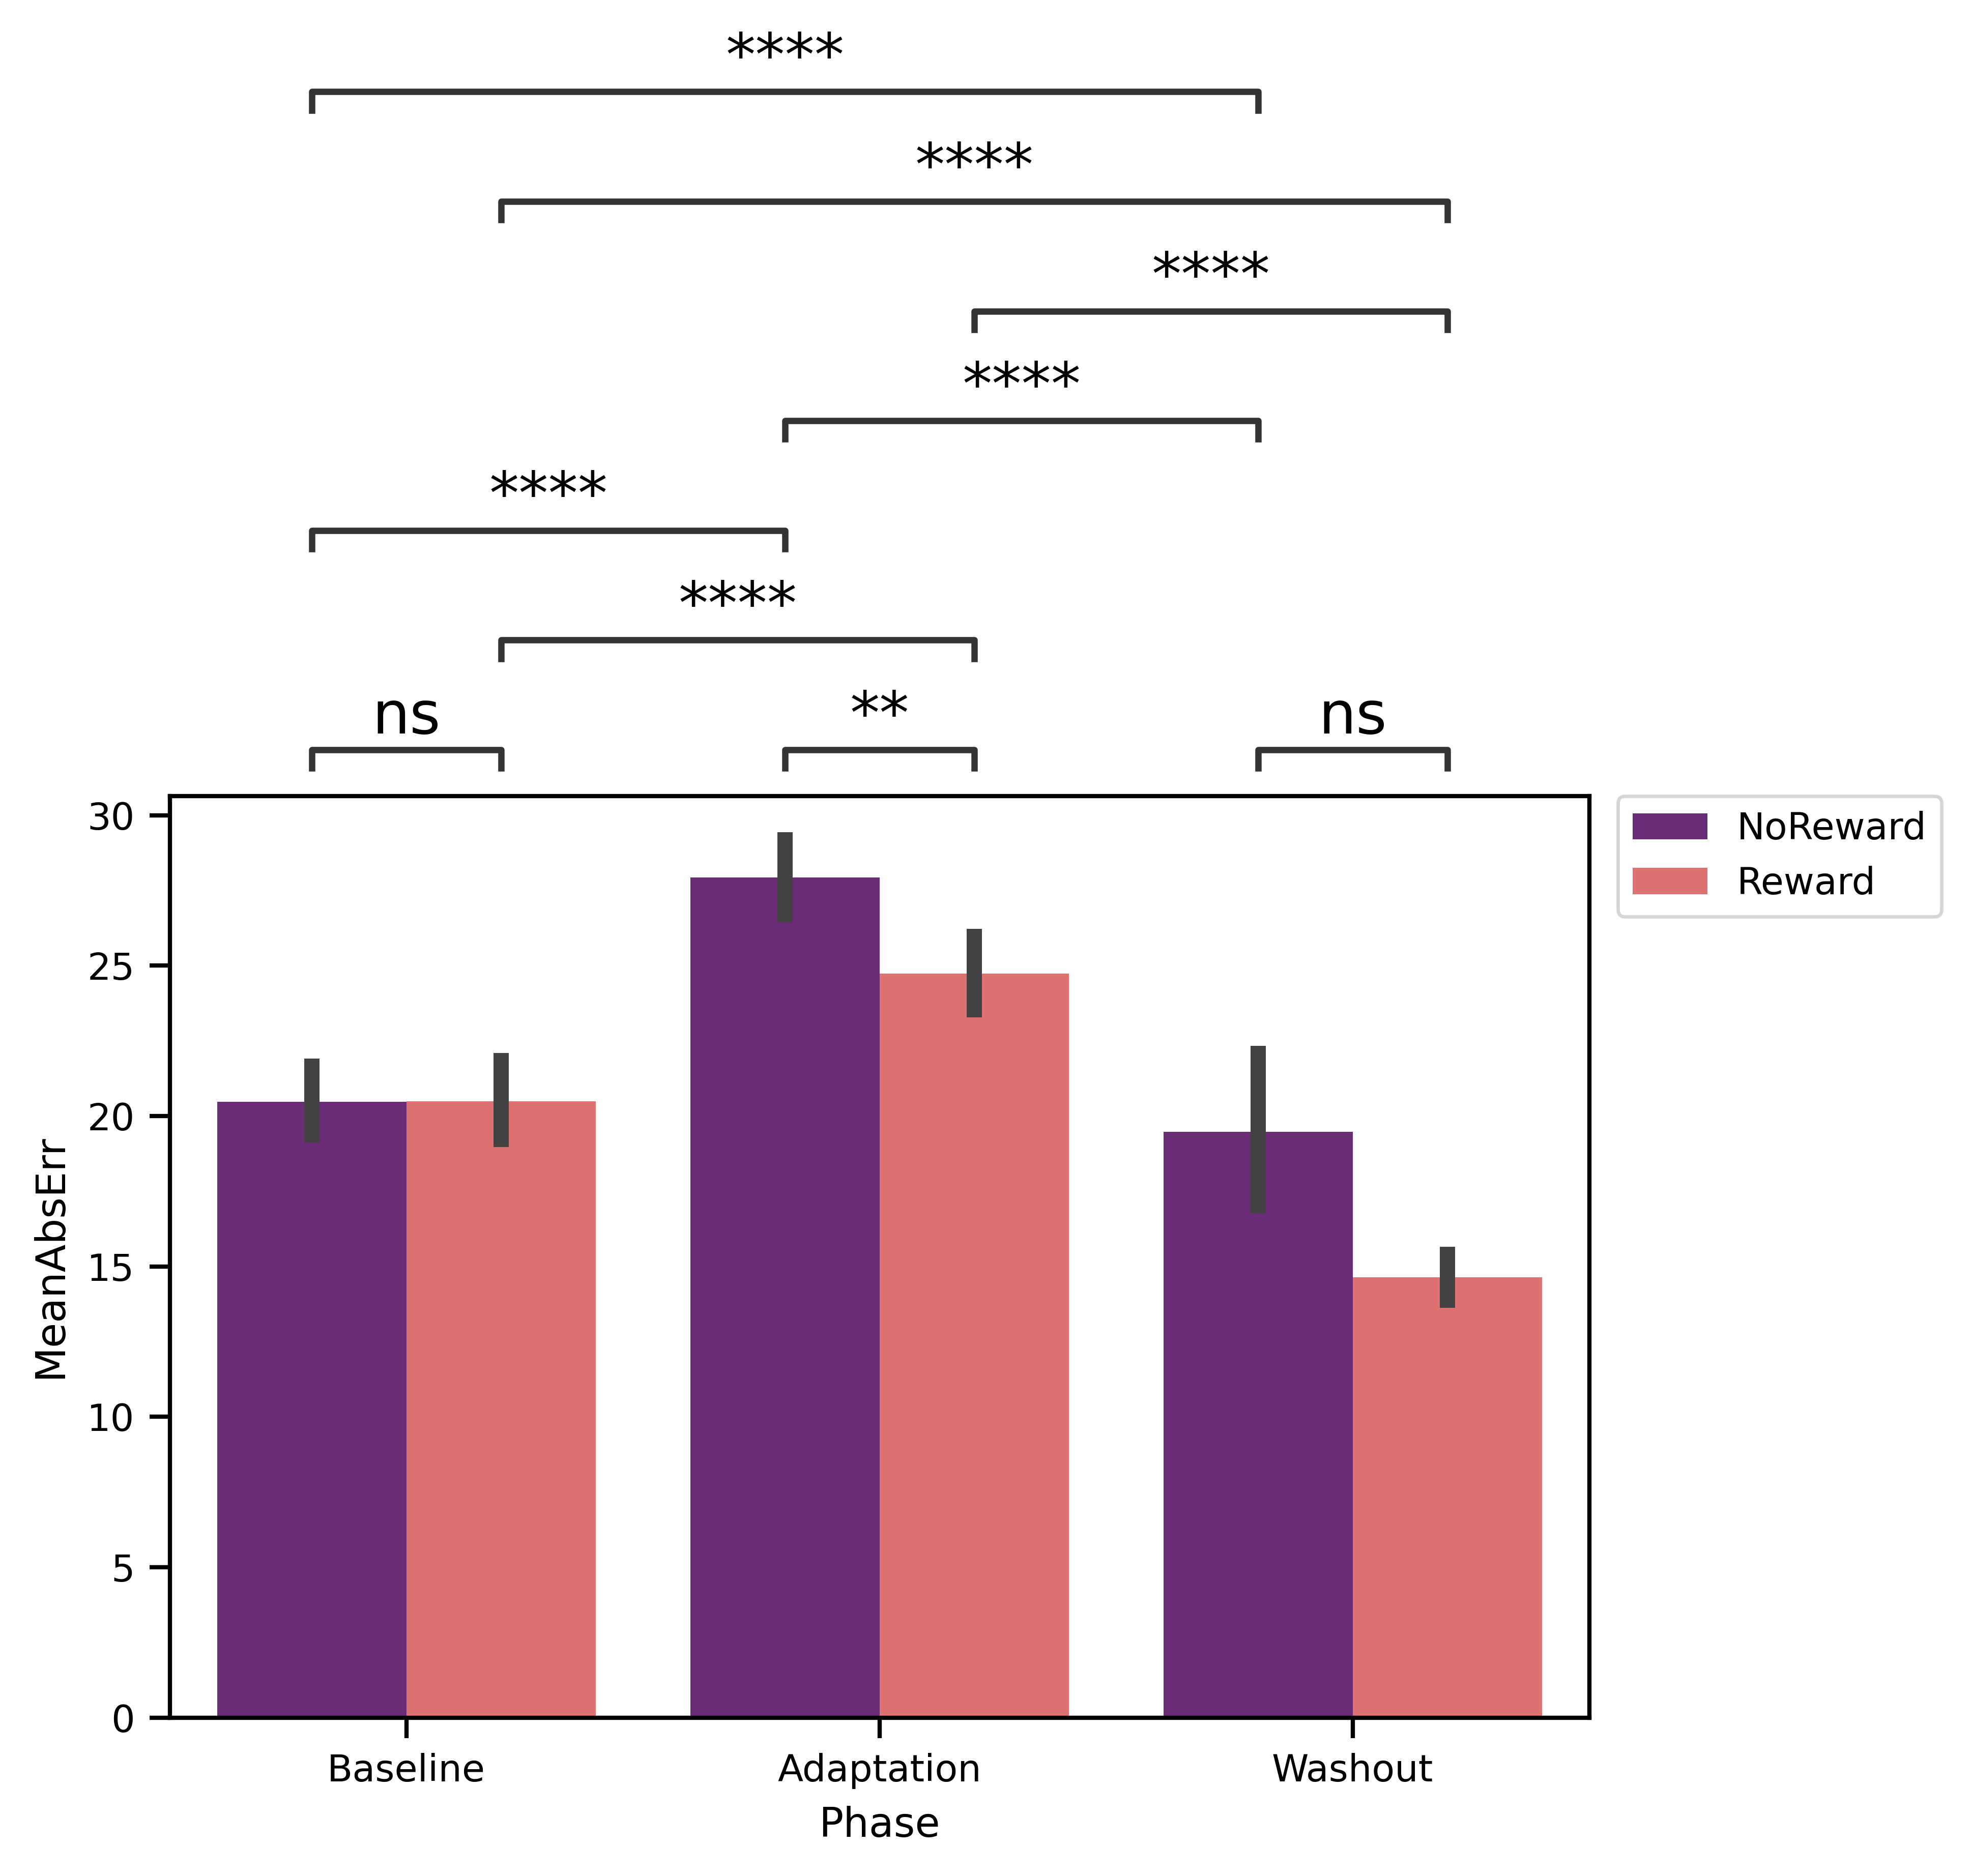 ****
****
****
****
****
****
ns ** ns
30
25
20
15
10
5
0
MeanAbsErr
NoReward
Reward
Baseline Adaptation Washout
Phase